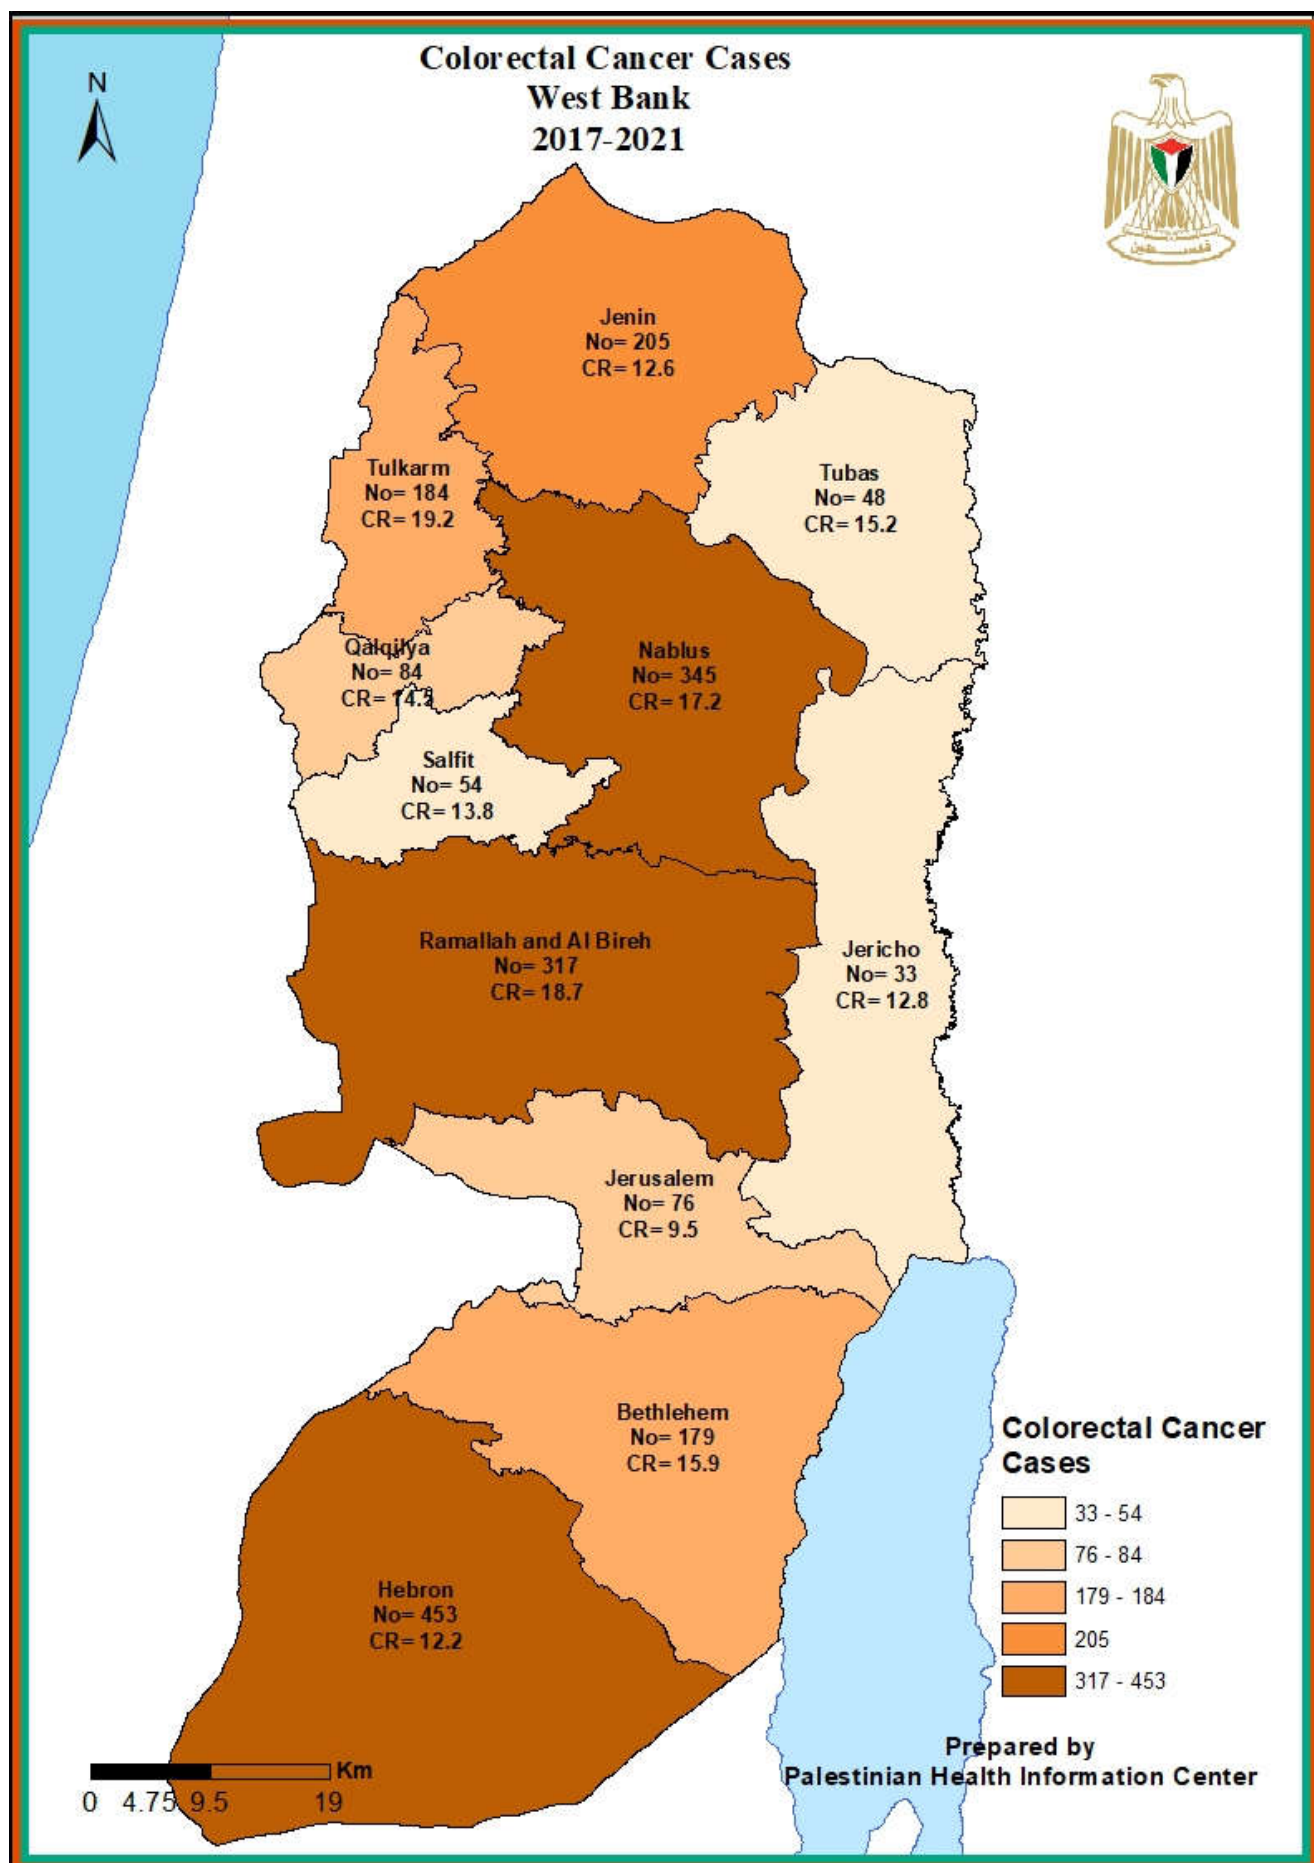 Colorectal Cancer Cases
West Bank
2017-2021
N
فلسطين
Jenin
No= 205
CR= 12.6
Tulkarm
No= 184
CR= 19.2
Tubas
No= 48
CR= 15.2
Qalqilya
No= 84
CR=
Nablus
No= 345
CR= 17.2
Salfit
No= 54
CR= 13.8
Ramallah and Al Bireh
No= 317
CR= 18.7
Jericho
No= 33
CR= 12.8
Jerusalem
No= 76
CR= 9.5
Bethlehem
No= 179
CR= 15.9
Hebron
No= 453
CR= 12.2
Colorectal Cancer
Cases
33 - 54
76 - 84
179 - 184
205
317 - 453
Prepared by
Palestinian Health Information Center
Km
0 4.75 9.5 19